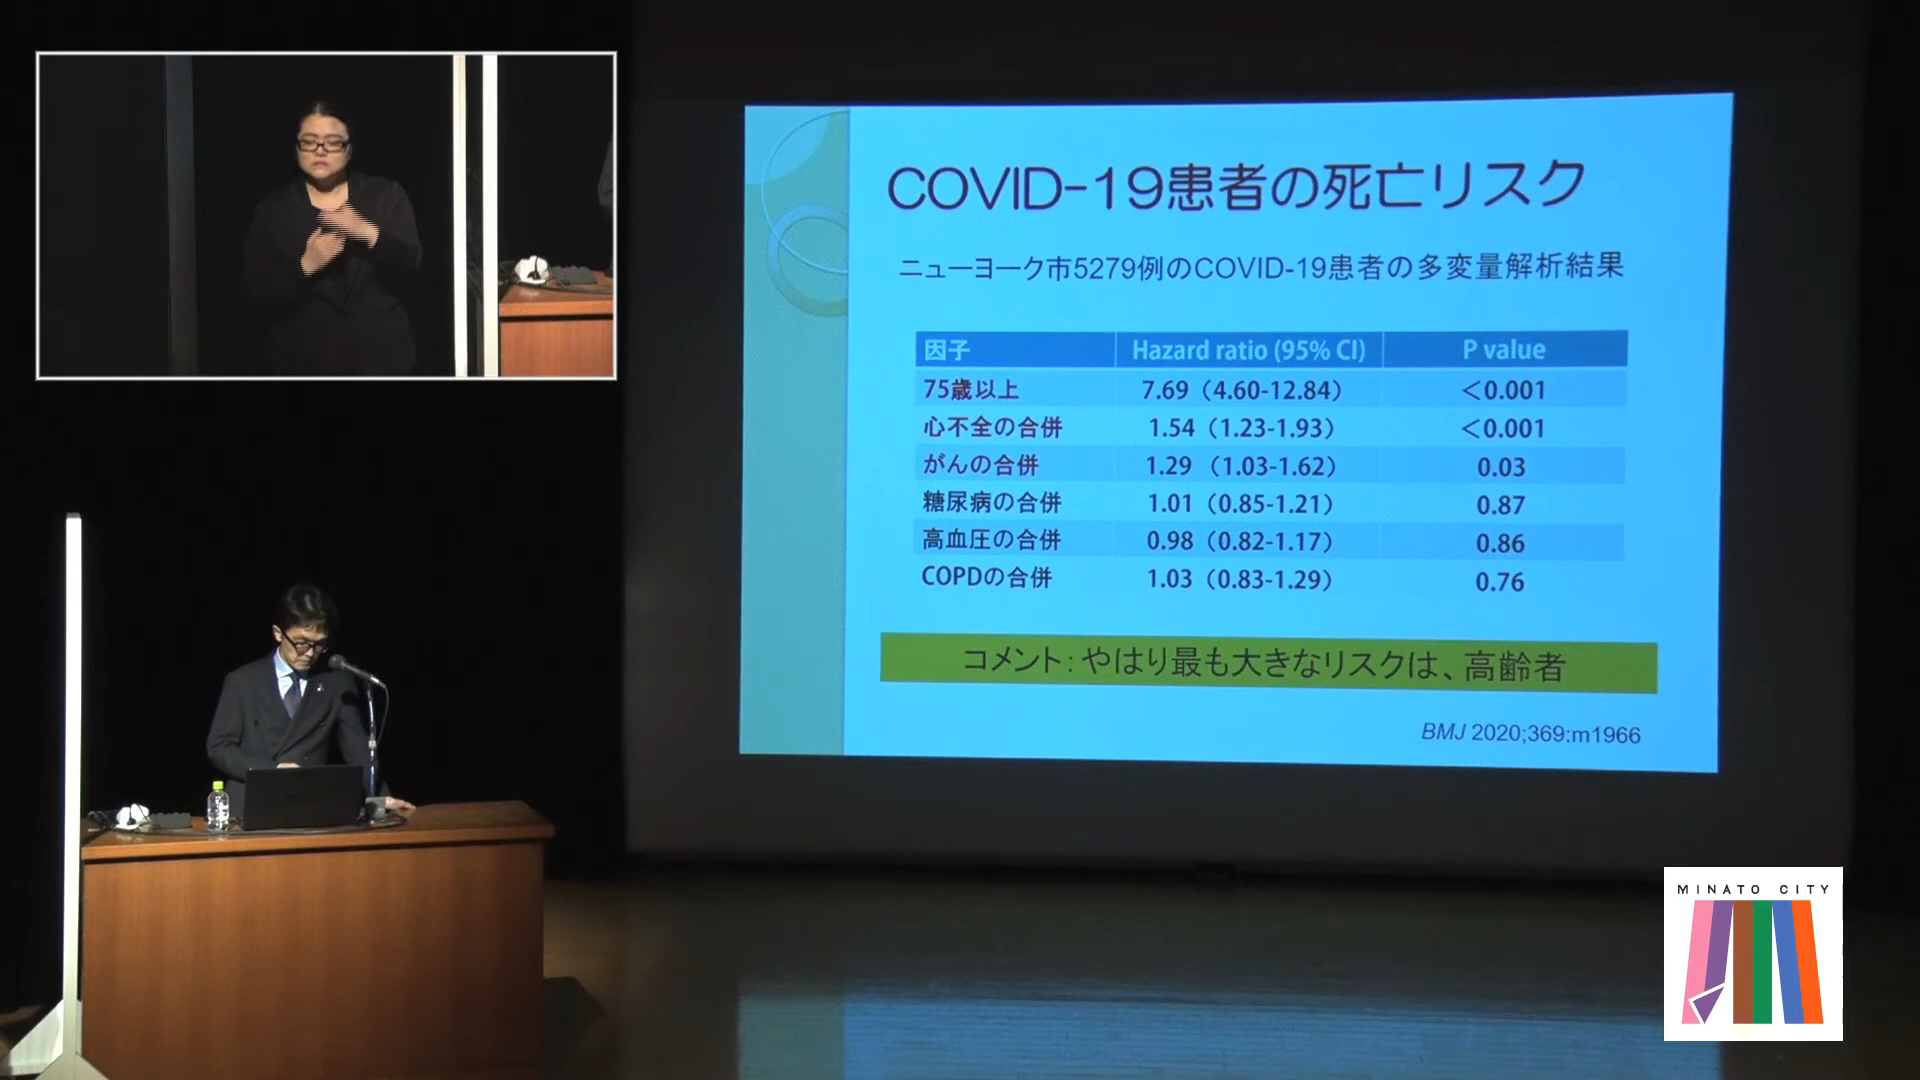 COVID-19患者の死亡リスク
ニューヨーク市5279例のCOVID-19患者の多変量解析結果
因子 Hazard ratio (95% CI) P value
75歳以上 7.69（4.60-12.84） ＜0.001
心不全の合併 1.54（1.23-1.93） ＜0.001
がんの合併 1.29（1.03-1.62） 0.03
糖尿病の合併 1.01（0.85-1.21） 0.87
高血圧の合併 0.98（0.82-1.17） 0.86
COPDの合併 1.03（0.83-1.29） 0.76
コメント：やはり最も大きなリスクは、高齢者
BMJ 2020;369:m1966
MINATO CITY